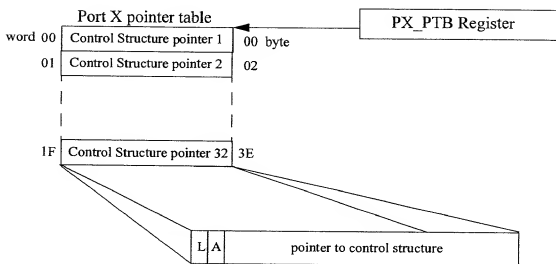 Port X pointer table
PX_PTB Register
word 00 Control Structure pointer 1 00 byte
01 Control Structure pointer 2 02
1F Control Structure pointer 32 3E
L A pointer to control structure